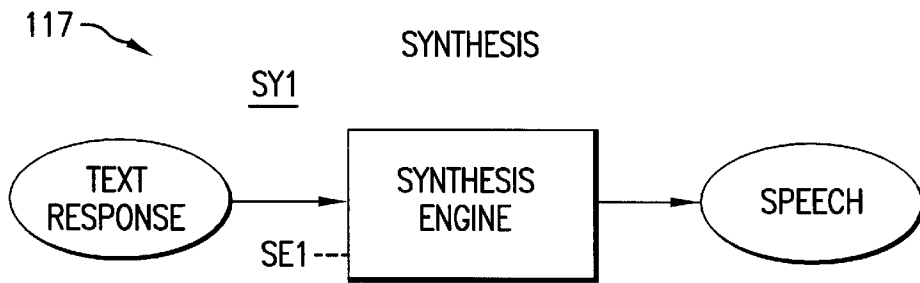 117
SYNTHESIS
SY1
TEXT
RESPONSE
SYNTHESIS
ENGINE
SPEECH
SE1